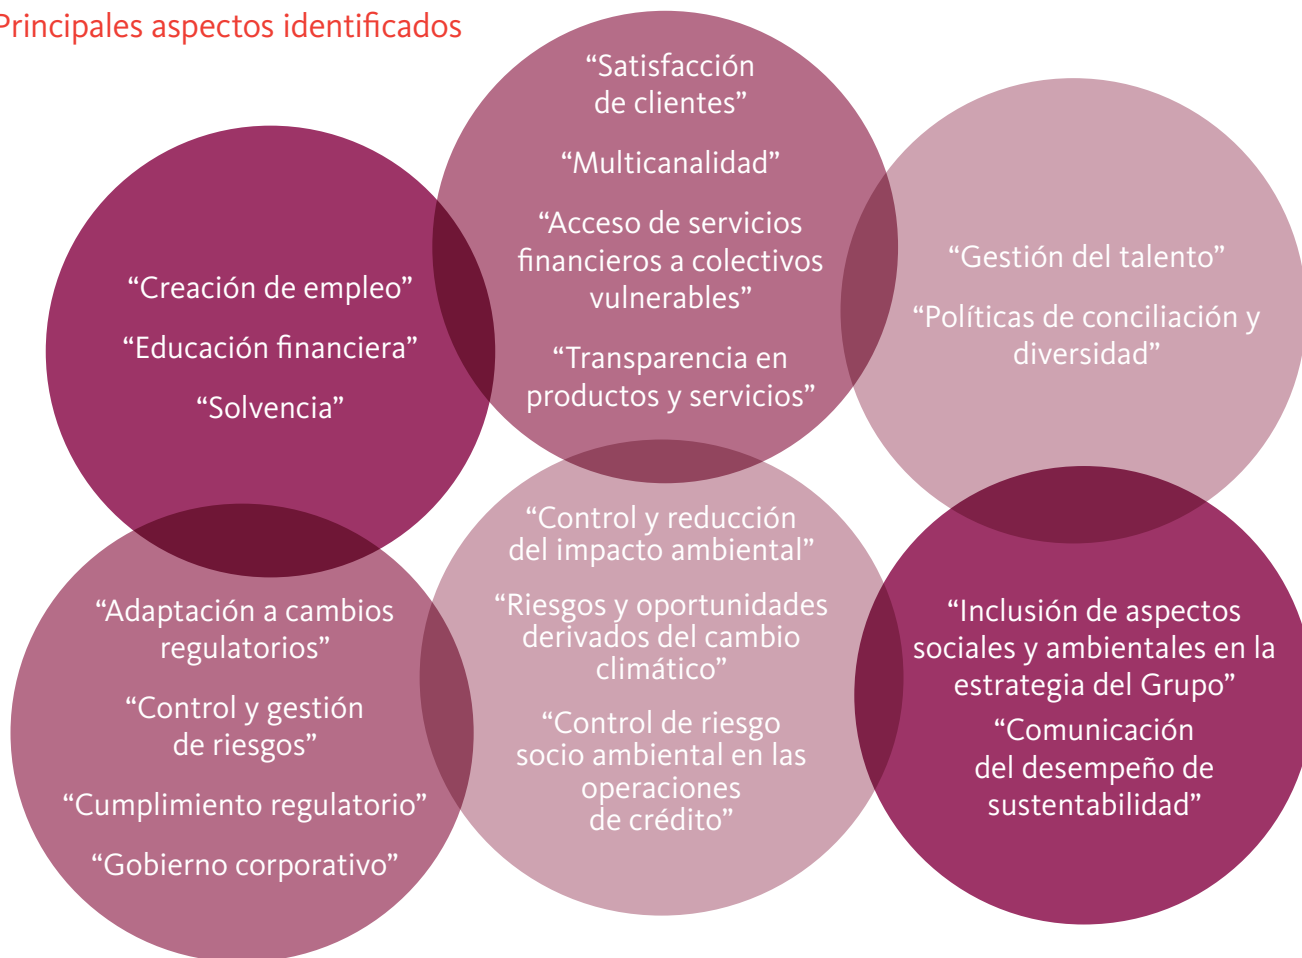 Principales aspectos identificados
“Satisfacción
de clientes”
“Multicanalidad”
“Acceso de servicios
financieros a colectivos
vulnerables”
“Transparencia en
productos y servicios”
“Creación de empleo”
“Educación financiera”
“Solvencia”
“Gestión del talento”
“Políticas de conciliación y
diversidad”
“Adaptación a cambios
regulatorios”
“Control y gestión
de riesgos”
“Cumplimiento regulatorio”
“Gobierno corporativo”
“Control y reducción
del impacto ambiental”
“Riesgos y oportunidades
derivados del cambio
climático”
“Control de riesgo
socio ambiental en las
operaciones
de crédito”
“Inclusión de aspectos
sociales y ambientales en la
estrategia del Grupo”
“Comunicación
del desempeño de
sustentabilidad”